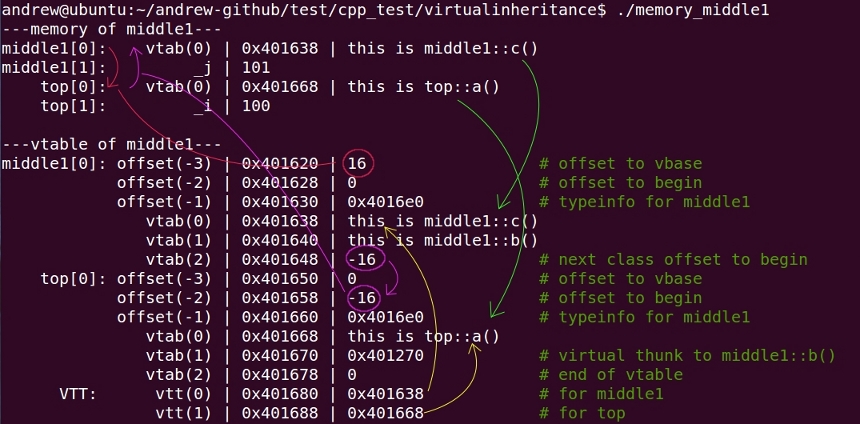 andrew@ubuntu:~/andrew-github/test/cpp_test/virtualinheritance$ ./memory_middle1
---memory of middle1---
middle1[0]: vtab(0) | 0x401638 | this is middle1::c()
middle1[1]: _j | 101
top[0]: vtab(0) | 0x401668 | this is top::a()
top[1]: _i | 100
---vtable of middle1---
middle1[0]: offset(-3) | 0x401620 | 16 # offset to vbase
offset(-2) | 0x401628 | 0 # offset to begin
offset(-1) | 0x401630 | 0x4016e0 # typeinfo for middle1
vtab(0) | 0x401638 | this is middle1::c()
vtab(1) | 0x401640 | this is middle1::b()
vtab(2) | 0x401648 | -16 # next class offset to begin
top[0]: offset(-3) | 0x401650 | 0 # offset to vbase
offset(-2) | 0x401658 | -16 # offset to begin
offset(-1) | 0x401660 | 0x4016e0 # typeinfo for middle1
vtab(0) | 0x401668 | this is top::a()
vtab(1) | 0x401670 | 0x401270 # virtual thunk to middle1::b()
vtab(2) | 0x401678 | 0 # end of vtable
VTT: vtt(0) | 0x401680 | 0x401638 # for middle1
vtt(1) | 0x401688 | 0x401668 # for top